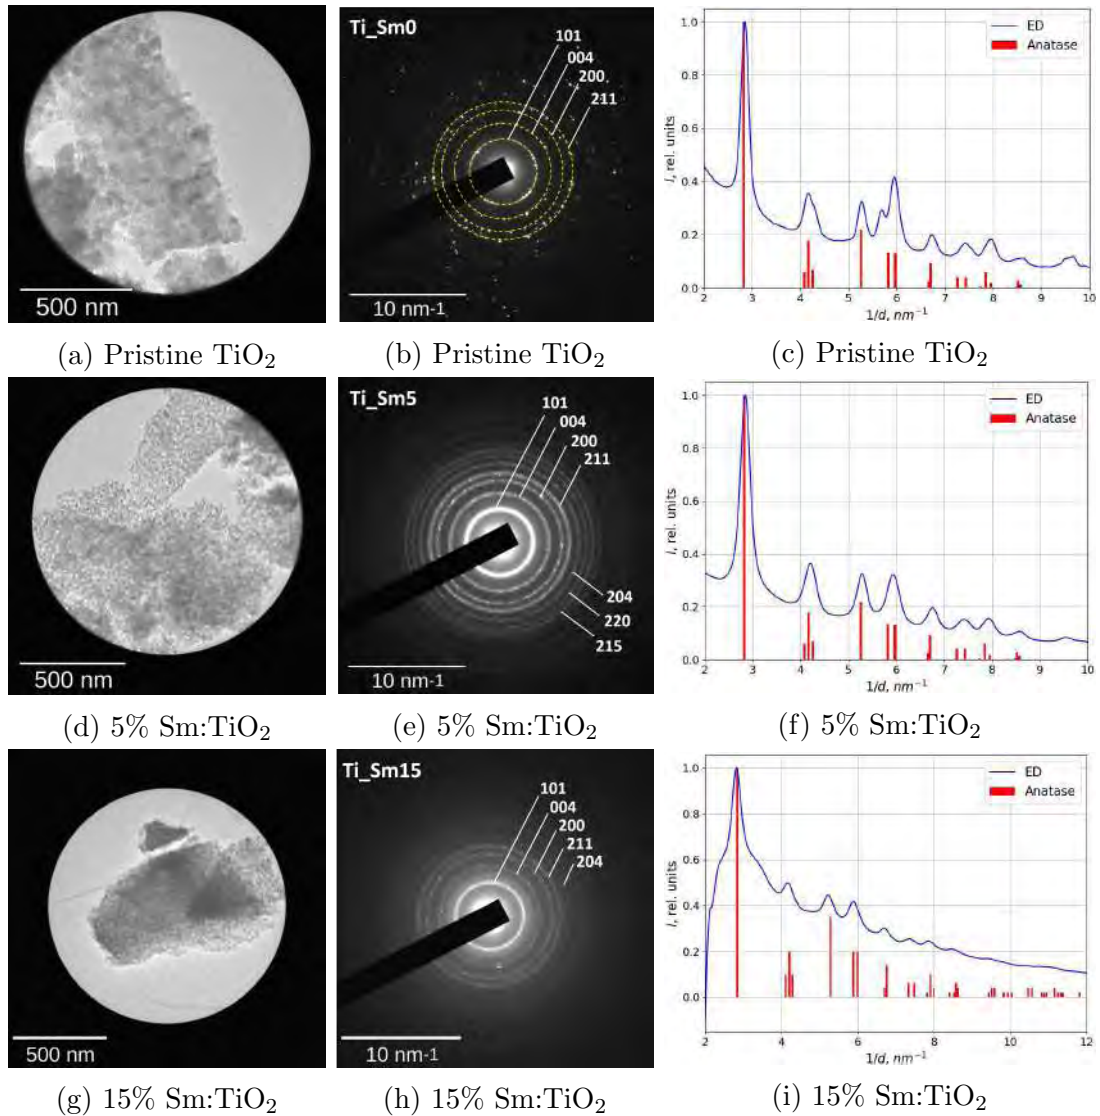 500 nm
(a) Pristine TiO₂
Ti_Sm0
101
004
200
211
10 nm-1
(b) Pristine TiO₂
ED
Anatase
I, rel. units
1.0
0.8
0.6
0.4
0.2
0.0
2 3 4 5 6 7 8 9 10
1/d, nm⁻¹
(c) Pristine TiO₂
500 nm
(d) 5% Sm:TiO₂
Ti_Sm5
101
004
200
211
204
220
215
10 nm-1
(e) 5% Sm:TiO₂
ED
Anatase
I, rel. units
1.0
0.8
0.6
0.4
0.2
0.0
2 3 4 5 6 7 8 9 10
1/d, nm⁻¹
(f) 5% Sm:TiO₂
500 nm
(g) 15% Sm:TiO₂
Ti_Sm15
101
004
200
211
204
10 nm-1
(h) 15% Sm:TiO₂
ED
Anatase
I, rel. units
1.0
0.8
0.6
0.4
0.2
0.0
2 4 6 8 10 12
1/d, nm⁻¹
(i) 15% Sm:TiO₂